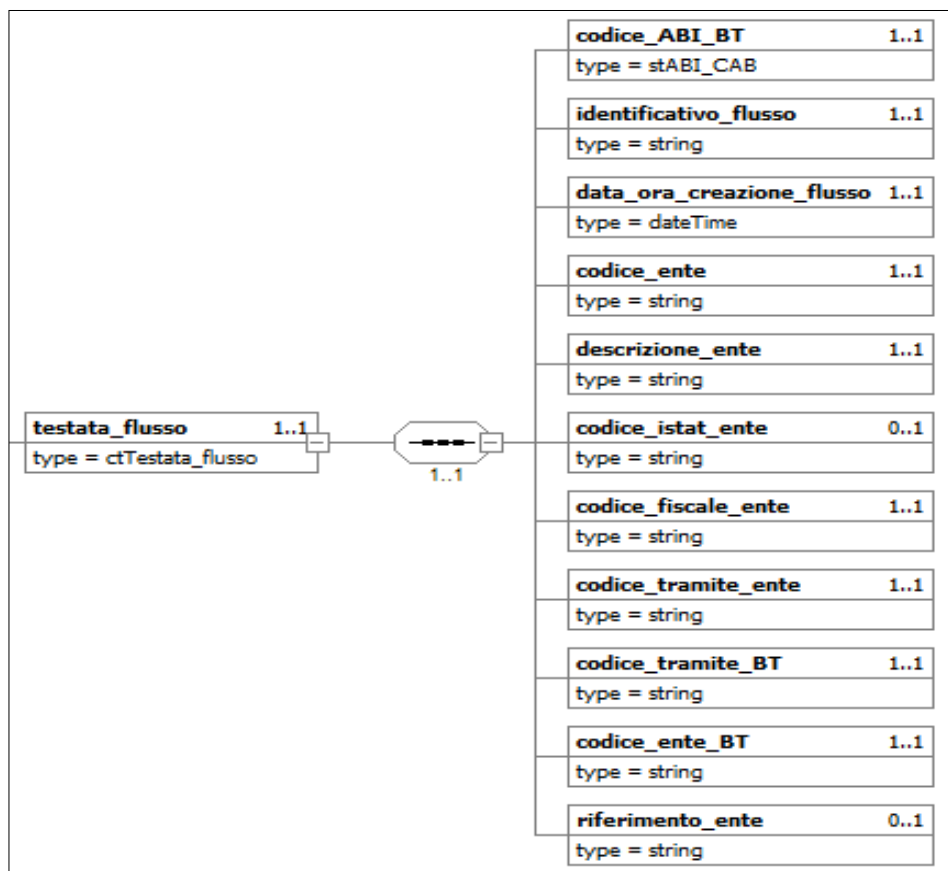 codice_ABI_BT 1..1
type = stABI_CAB
identificativo_flusso 1..1
type = string
data_ora_creazione_flusso 1..1
type = dateTime
codice_ente 1..1
type = string
descrizione_ente 1..1
type = string
testata_flusso 1..1
type = ctTestata_flusso
1..1
codice_istat_ente 0..1
type = string
codice_fiscale_ente 1..1
type = string
codice_tramite_ente 1..1
type = string
codice_tramite_BT 1..1
type = string
codice_ente_BT 1..1
type = string
riferimento_ente 0..1
type = string